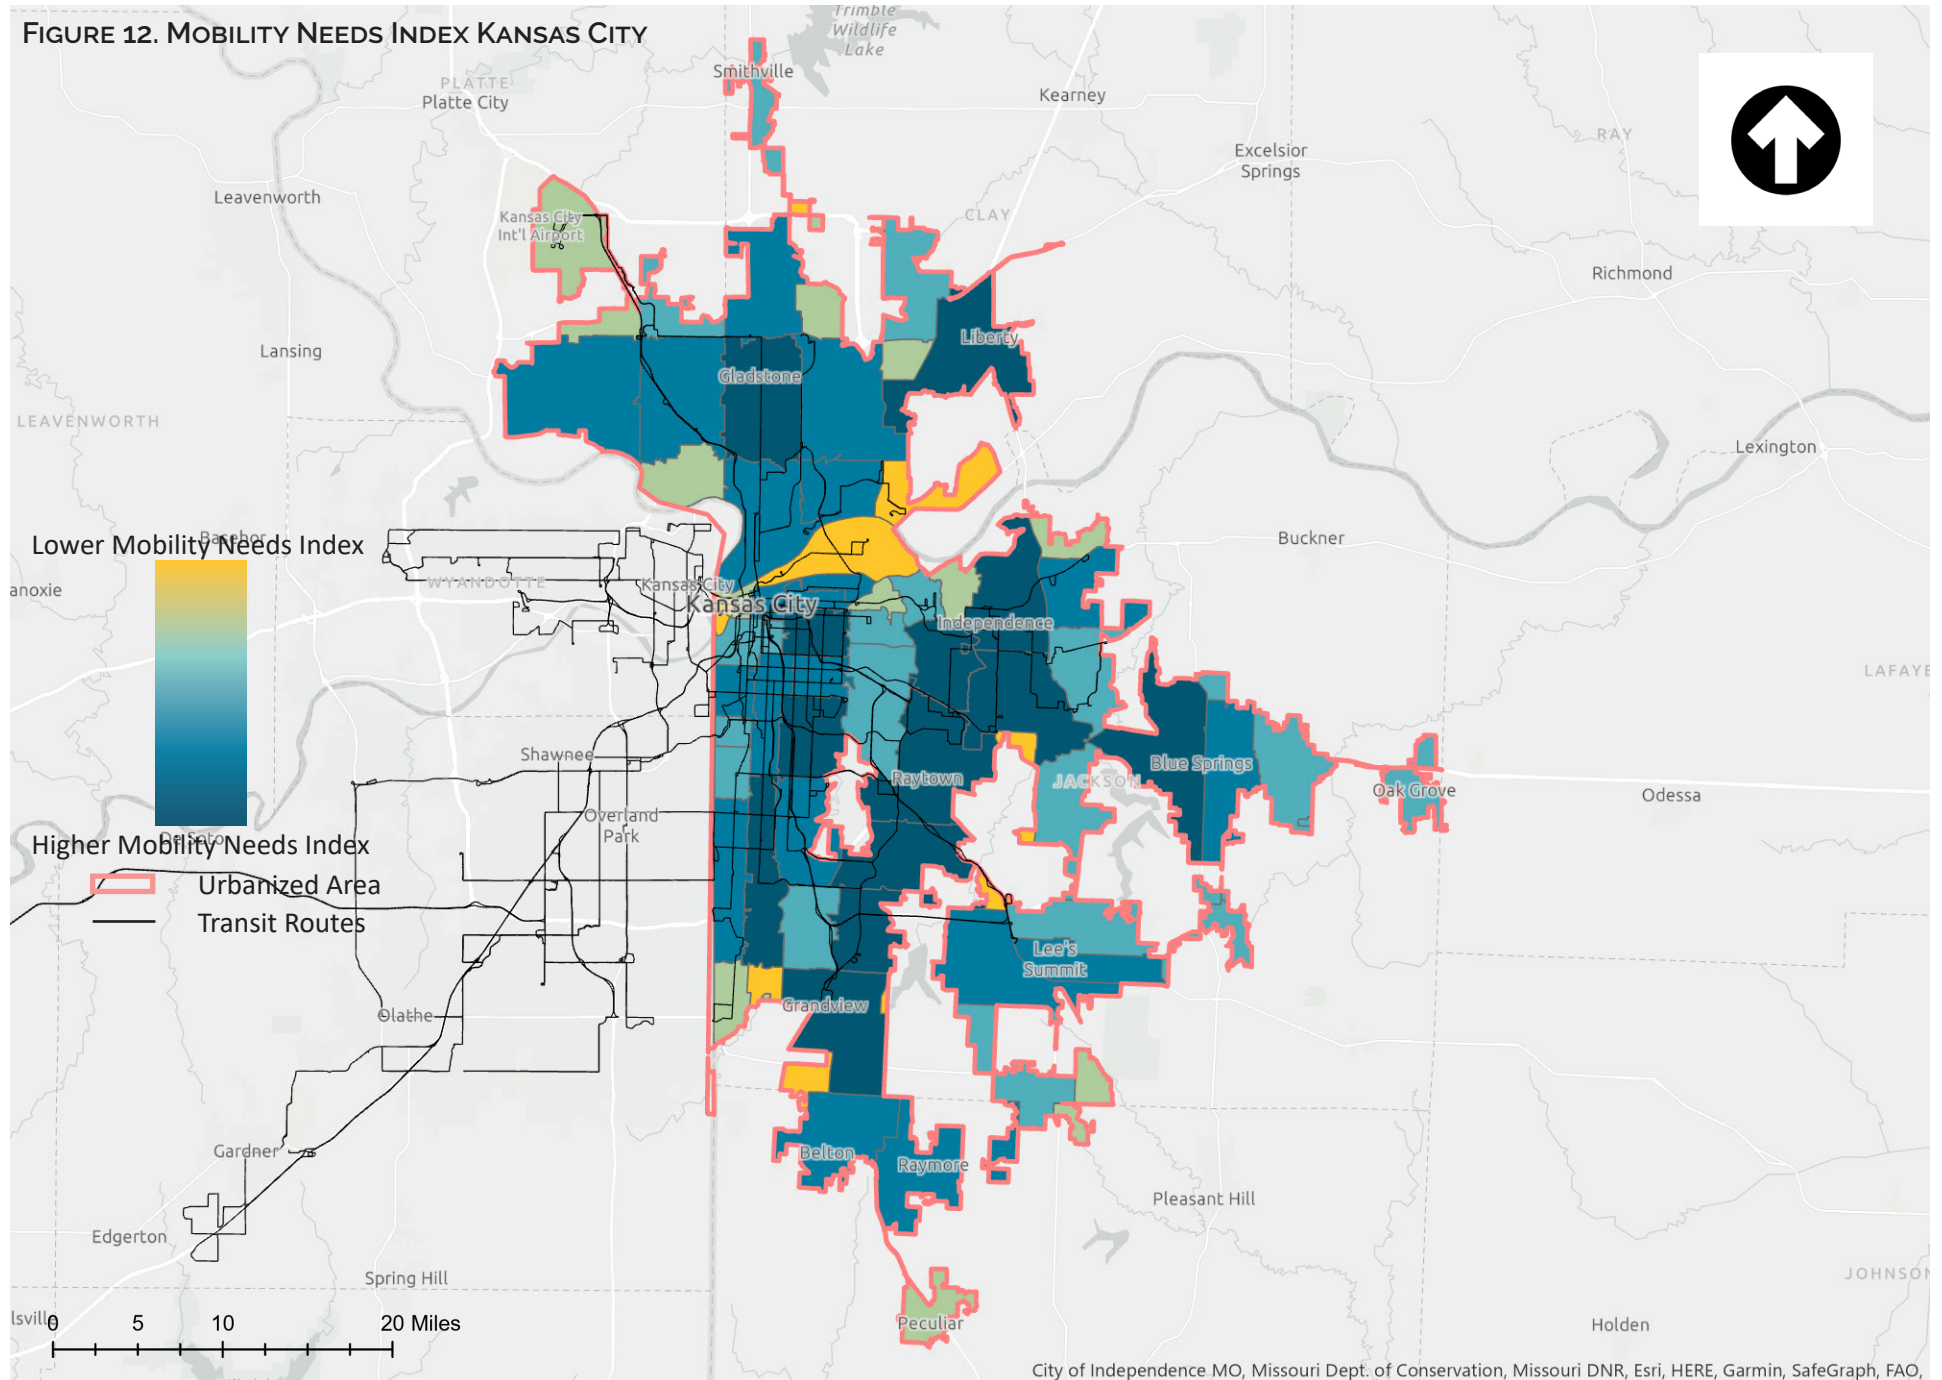 FIGURE 12. MOBILITY NEEDS INDEX KANSAS CITY
Trimble
Wildlife
Lake
Smithville
PLATTE
Platte City
Kearney
RAY
Excelsior
Springs
Leavenworth
Kansas City
Int'l Airport
CLAY
Richmond
Lansing
Liberty
Gladstone
LEAVENWORTH
Lexington
Basehor
Lower Mobility Needs Index
Buckner
WYANDOTTE
anoxie
Kansas City
Kansas City
Independence
LAFAYE
Shawnee
Blue Springs
Raytown
JACKSON
Oak Grove
Odessa
Overland
Park
De Soto
Higher Mobility Needs Index
Urbanized Area
Transit Routes
Lee's
Summit
Grandview
Olathe
Gardner
Belton
Raymore
Pleasant Hill
Edgerton
Spring Hill
JOHNSON
lsville
0 5 10 20 Miles
Peculiar
Holden
City of Independence MO, Missouri Dept. of Conservation, Missouri DNR, Esri, HERE, Garmin, SafeGraph, FAO,